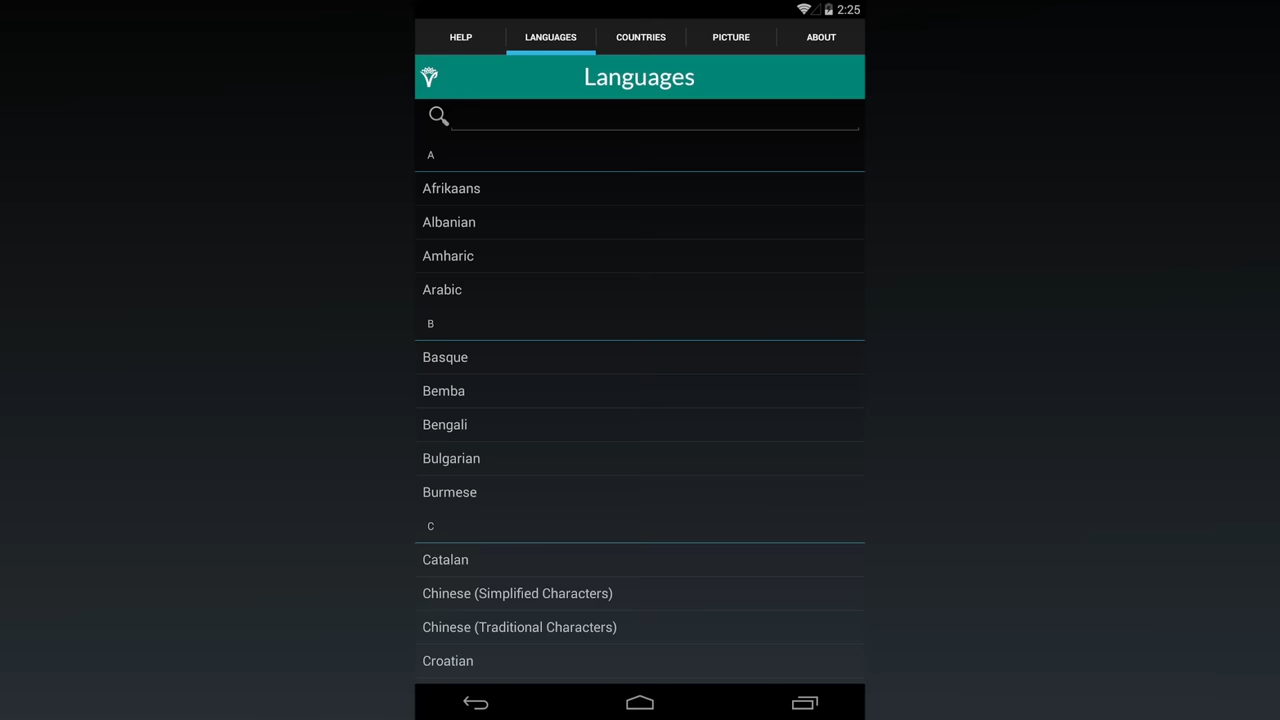 2:25
HELP LANGUAGES COUNTRIES PICTURE ABOUT
Languages
A
Afrikaans
Albanian
Amharic
Arabic
B
Basque
Bemba
Bengali
Bulgarian
Burmese
C
Catalan
Chinese (Simplified Characters)
Chinese (Traditional Characters)
Croatian